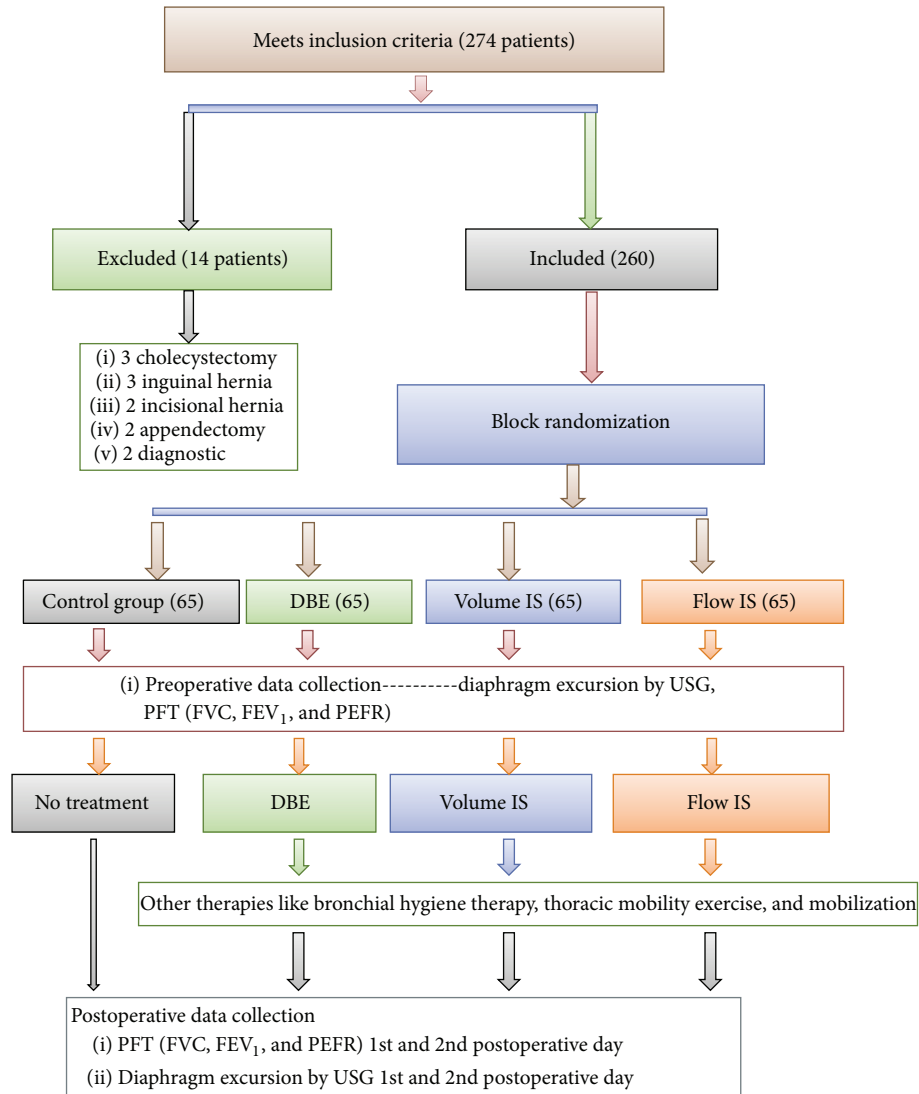 Meets inclusion criteria (274 patients)
Excluded (14 patients)
Included (260)
(i) 3 cholecystectomy
(ii) 3 inguinal hernia
(iii) 2 incisional hernia
(iv) 2 appendectomy
(v) 2 diagnostic
Block randomization
Control group (65)
DBE (65)
Volume IS (65)
Flow IS (65)
(i) Preoperative data collection----------diaphragm excursion by USG,
PFT (FVC, FEV₁, and PEFR)
No treatment
DBE
Volume IS
Flow IS
Other therapies like bronchial hygiene therapy, thoracic mobility exercise, and mobilization
Postoperative data collection
(i) PFT (FVC, FEV₁, and PEFR) 1st and 2nd postoperative day
(ii) Diaphragm excursion by USG 1st and 2nd postoperative day